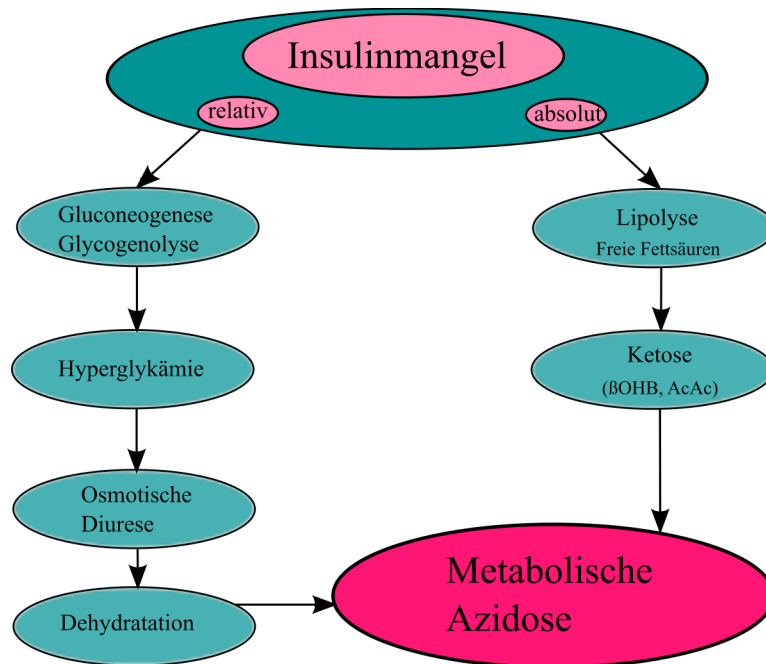 Insulinmangel
relativ
absolut
Gluconeogenese
Glycogenolyse
Lipolyse
Freie Fettsäuren
Hyperglykämie
Ketose
(ßOHB, AcAc)
Osmotische
Diurese
Metabolische
Azidose
Dehydratation